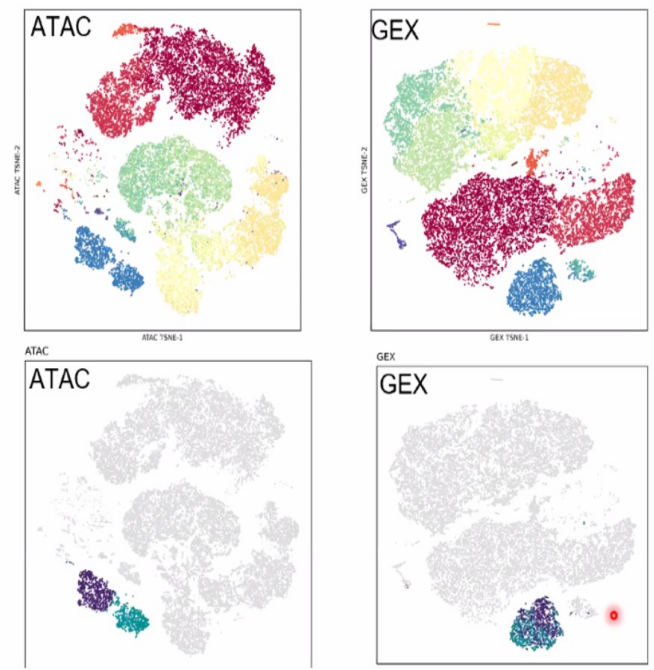 ATAC
GEX
ATAC TSNE-2
GEX TSNE-2
ATAC TSNE-1
GEX TSNE-1
ATAC
GEX
ATAC
GEX